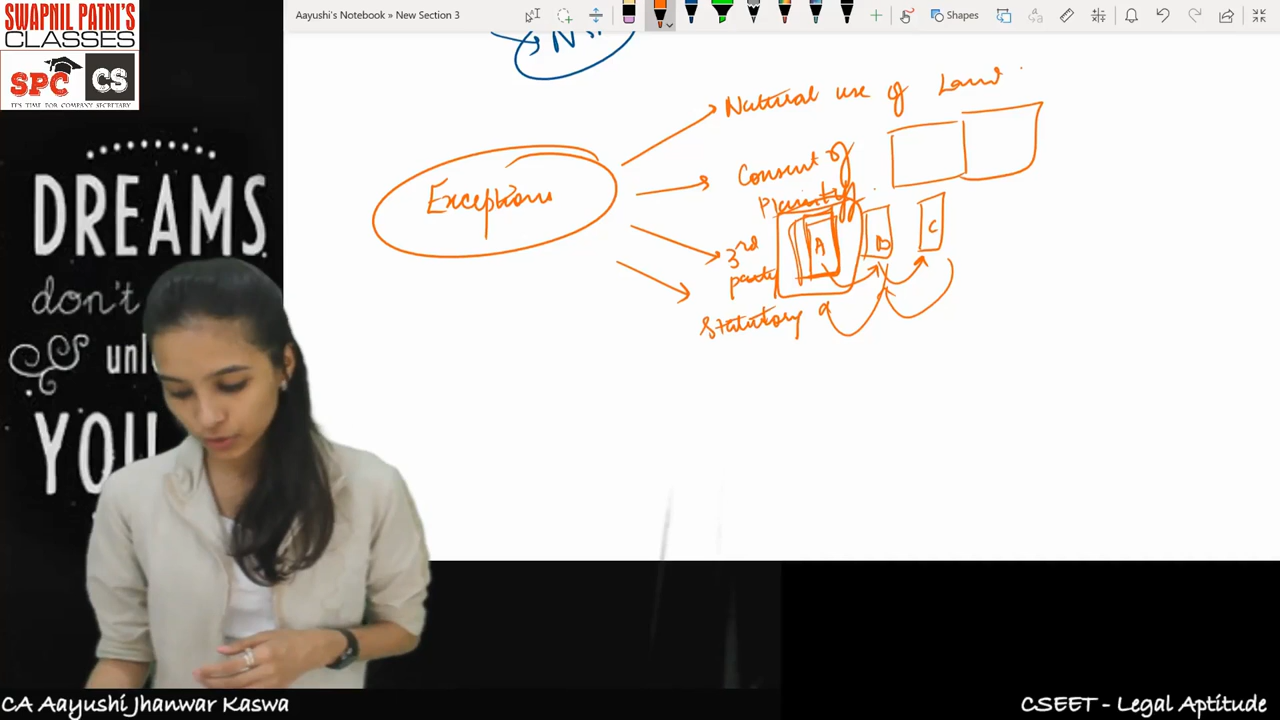 SWAPNIL PATNI'S
CLASSES
SPC CS
IT'S TIME FOR COMPANY SECRETARY
Aayushi's Notebook » New Section 3
Shapes
DREAMS
don't
YOU
Exceptions
Natural use of Land
Consent of
Plaintiff
3rd
party
A
B
C
Statutory
CA Aayushi Jhanwar Kaswa
CSEET - Legal Aptitude